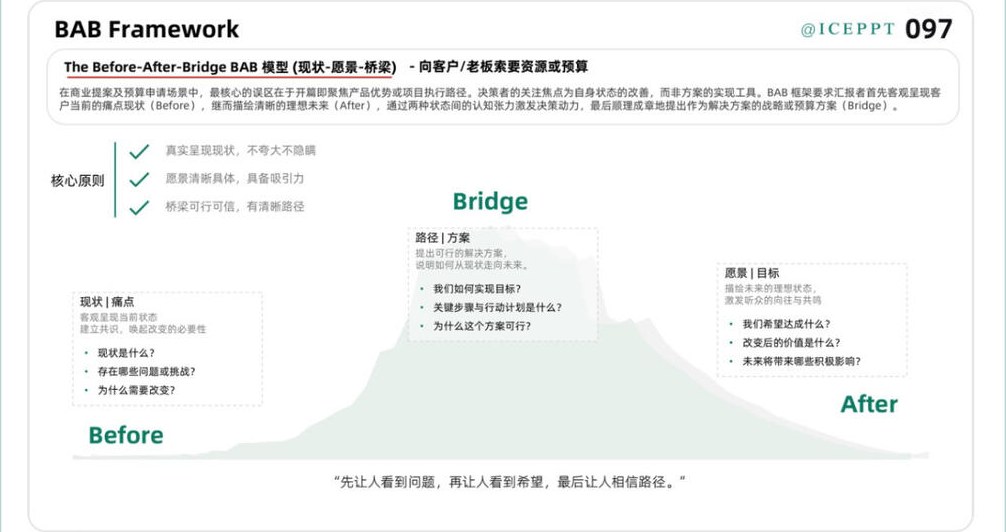 BAB Framework
@ICEPPT 097
The Before-After-Bridge BAB 模型 (现状-愿景-桥梁) - 向客户/老板索要资源或预算
在商业提案及预算申请场景中，最核心的误区在于开篇即聚焦产品优势或项目执行路径。决策者的关注焦点为自身状态的改善，而非方案的实现工具。BAB 框架要求汇报者首先客观呈现客
户当前的痛点现状（Before），继而描绘清晰的理想未来（After），通过两种状态间的认知张力激发决策动力，最后顺理成章地提出作为解决方案的战略或预算方案（Bridge）。
核心原则
真实呈现现状，不夸大不隐瞒
愿景清晰具体，具备吸引力
桥梁可行可信，有清晰路径
Bridge
路径 | 方案
提出可行的解决方案，
说明如何从现状走向未来。
• 我们如何实现目标？
• 关键步骤与行动计划是什么？
• 为什么这个方案可行？
现状 | 痛点
客观呈现当前状态
建立共识，唤起改变的必要性
• 现状是什么？
• 存在哪些问题或挑战？
• 为什么需要改变？
Before
愿景 | 目标
描绘未来的理想状态，
激发听众的向往与共鸣
• 我们希望达成什么？
• 改变后的价值是什么？
• 未来将带来哪些积极影响？
After
“先让人看到问题，再让人看到希望，最后让人相信路径。”